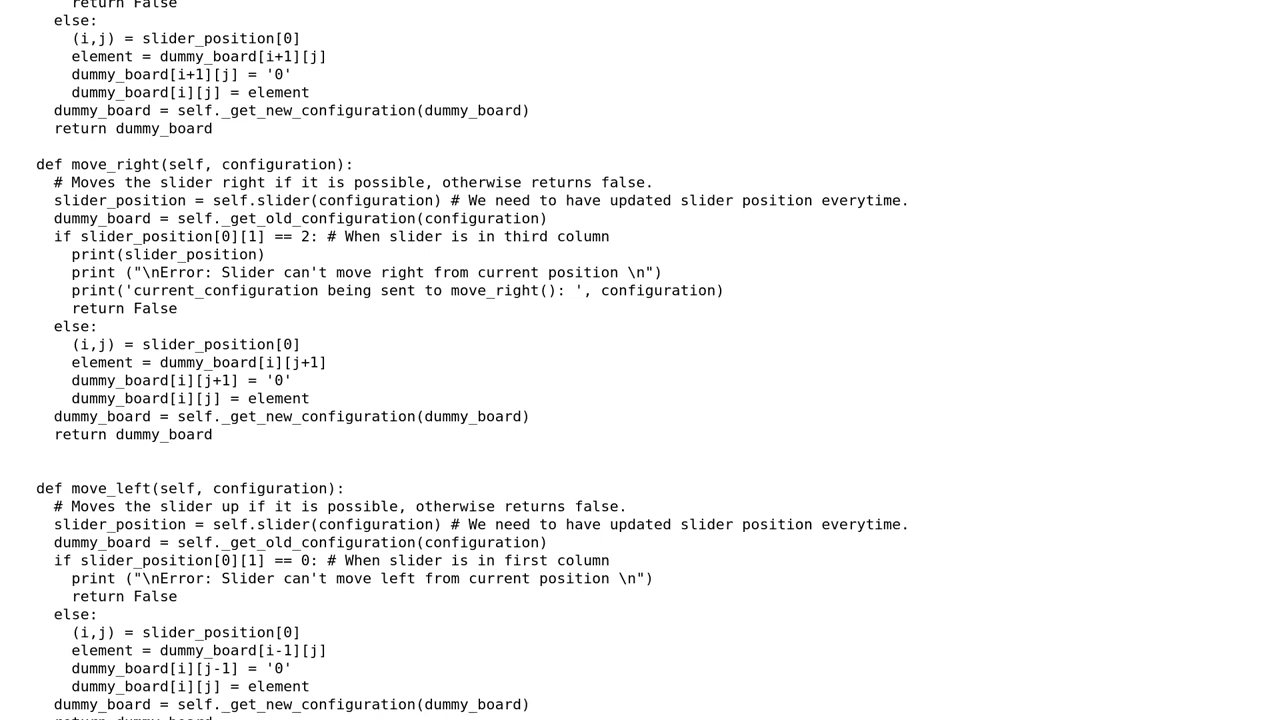 return False
else:
(i,j) = slider_position[0]
element = dummy_board[i+1][j]
dummy_board[i+1][j] = '0'
dummy_board[i][j] = element
dummy_board = self._get_new_configuration(dummy_board)
return dummy_board
def move_right(self, configuration):
# Moves the slider right if it is possible, otherwise returns false.
slider_position = self.slider(configuration) # We need to have updated slider position everytime.
dummy_board = self._get_old_configuration(configuration)
if slider_position[0][1] == 2: # When slider is in third column
print(slider_position)
print ("\nError: Slider can't move right from current position \n")
print('current_configuration being sent to move_right(): ', configuration)
return False
else:
(i,j) = slider_position[0]
element = dummy_board[i][j+1]
dummy_board[i][j+1] = '0'
dummy_board[i][j] = element
dummy_board = self._get_new_configuration(dummy_board)
return dummy_board
def move_left(self, configuration):
# Moves the slider up if it is possible, otherwise returns false.
slider_position = self.slider(configuration) # We need to have updated slider position everytime.
dummy_board = self._get_old_configuration(configuration)
if slider_position[0][1] == 0: # When slider is in first column
print ("\nError: Slider can't move left from current position \n")
return False
else:
(i,j) = slider_position[0]
element = dummy_board[i-1][j]
dummy_board[i][j-1] = '0'
dummy_board[i][j] = element
dummy_board = self._get_new_configuration(dummy_board)